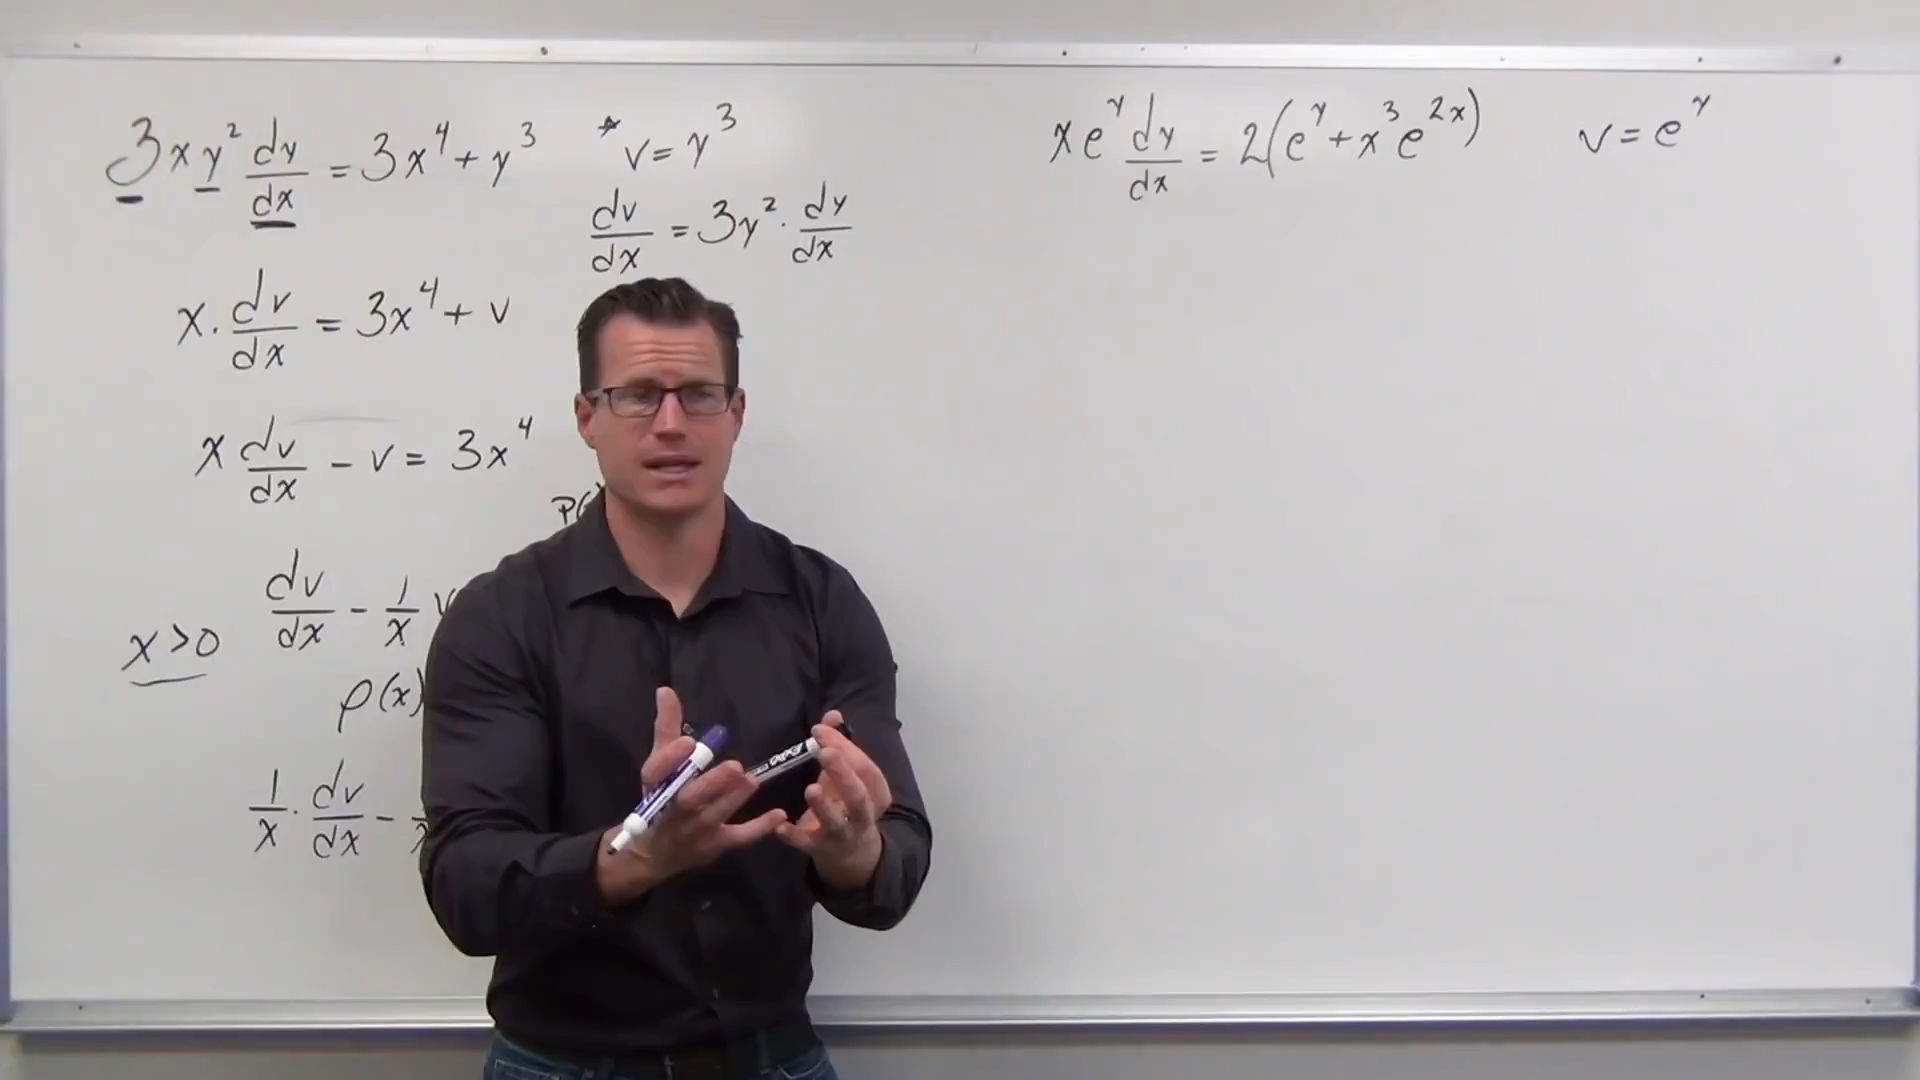 3xy² dy/dx = 3x⁴ + y³
* v = y³
dv/dx = 3y² · dy/dx
x · dv/dx = 3x⁴ + v
x dv/dx - v = 3x⁴
P(
x > 0
dv/dx - 1/x v
ρ(x)
1/x · dv/dx -
xe^y dy/dx = 2(e^y + x³e^2x)
v = e^y
EXPO